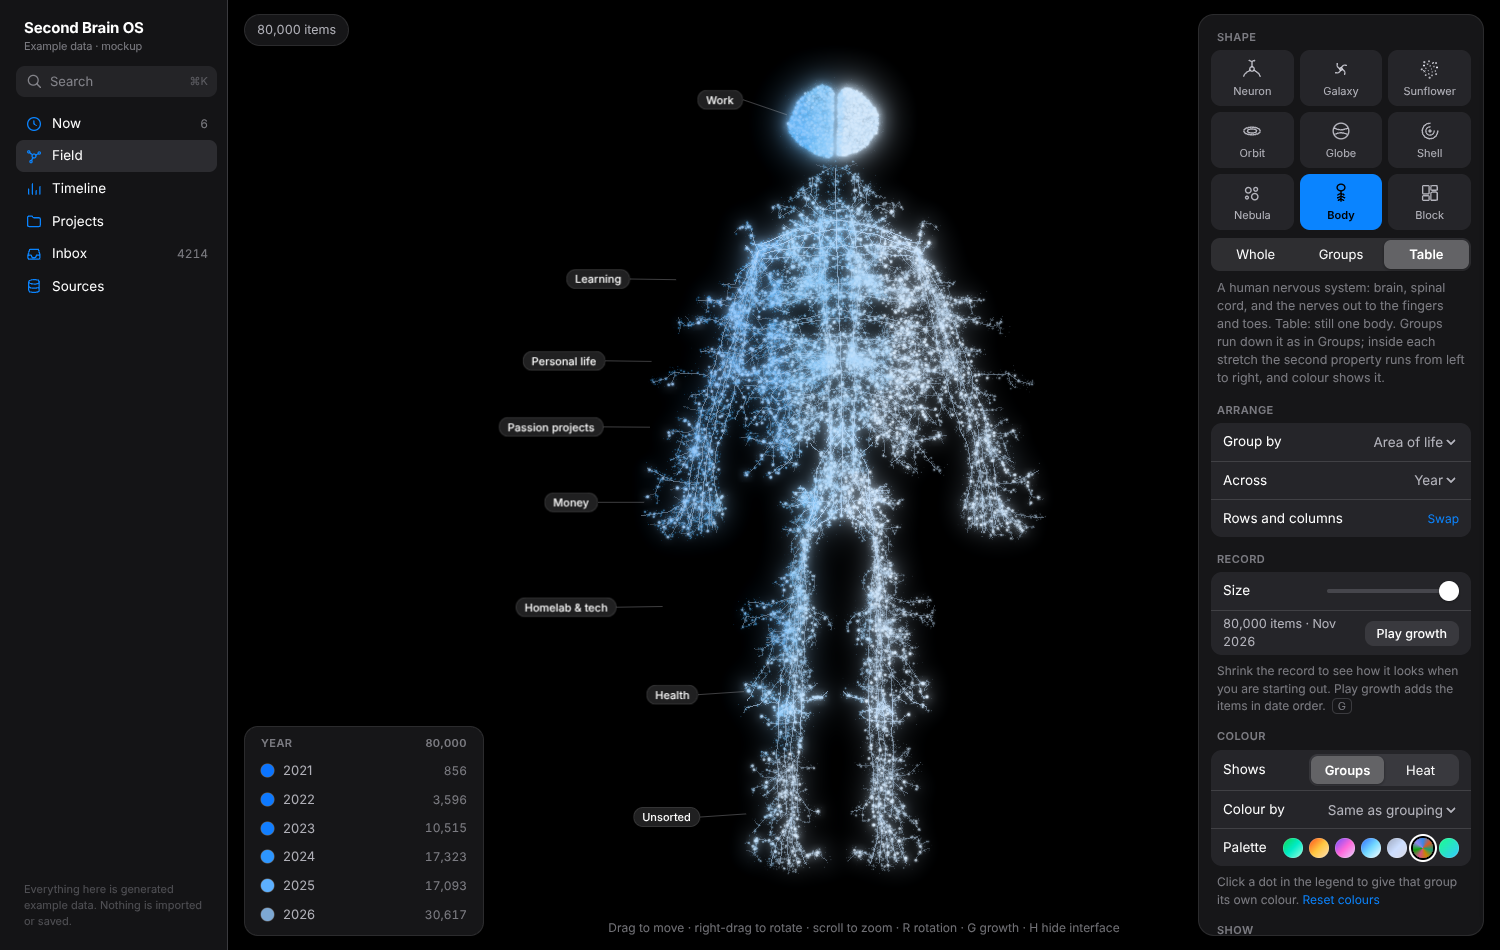 Second Brain OS
Example data · mockup
Search ⌘K
Now 6
Field
Timeline
Projects
Inbox 4214
Sources
Everything here is generated
example data. Nothing is imported
or saved.
80,000 items
Work
Learning
Personal life
Passion projects
Money
Homelab & tech
Health
Unsorted
YEAR 80,000
2021 856
2022 3,596
2023 10,515
2024 17,323
2025 17,093
2026 30,617
Drag to move · right-drag to rotate · scroll to zoom · R rotation · G growth · H hide interface
SHAPE
Neuron Galaxy Sunflower
Orbit Globe Shell
Nebula Body Block
Whole Groups Table
A human nervous system: brain, spinal
cord, and the nerves out to the fingers
and toes. Table: still one body. Groups
run down it as in Groups; inside each
stretch the second property runs from left
to right, and colour shows it.
ARRANGE
Group by Area of life
Across Year
Rows and columns Swap
RECORD
Size
80,000 items · Nov
2026
Play growth
Shrink the record to see how it looks when
you are starting out. Play growth adds the
items in date order. G
COLOUR
Shows Groups Heat
Colour by Same as grouping
Palette
Click a dot in the legend to give that group
its own colour. Reset colours
SHOW